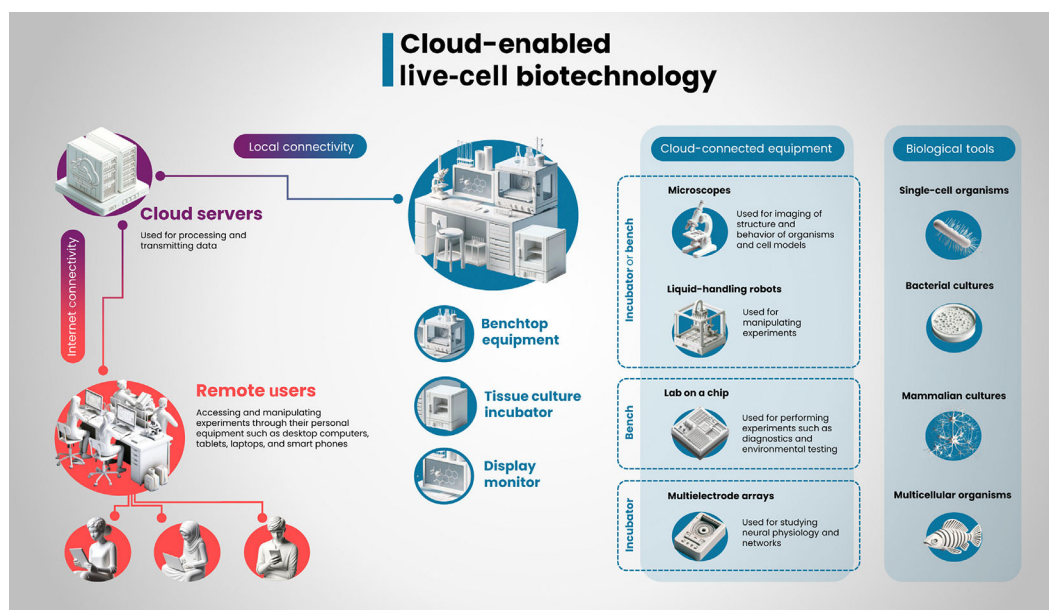 Cloud-enabled
live-cell biotechnology
Local connectivity
Cloud servers
Used for processing and
transmitting data
Internet connectivity
Remote users
Accessing and manipulating
experiments through their personal
equipment such as desktop computers,
tablets, laptops, and smart phones
Benchtop
equipment
Tissue culture
incubator
Display
monitor
Cloud-connected equipment
Incubator or bench
Microscopes
Used for imaging of
structure and
behavior of organisms
and cell models
Liquid-handling robots
Used for
manipulating
experiments
Bench
Lab on a chip
Used for performing
experiments such as
diagnostics and
environmental testing
Incubator
Multielectrode arrays
Used for studying
neural physiology and
networks
Biological tools
Single-cell organisms
Bacterial cultures
Mammalian cultures
Multicellular organisms